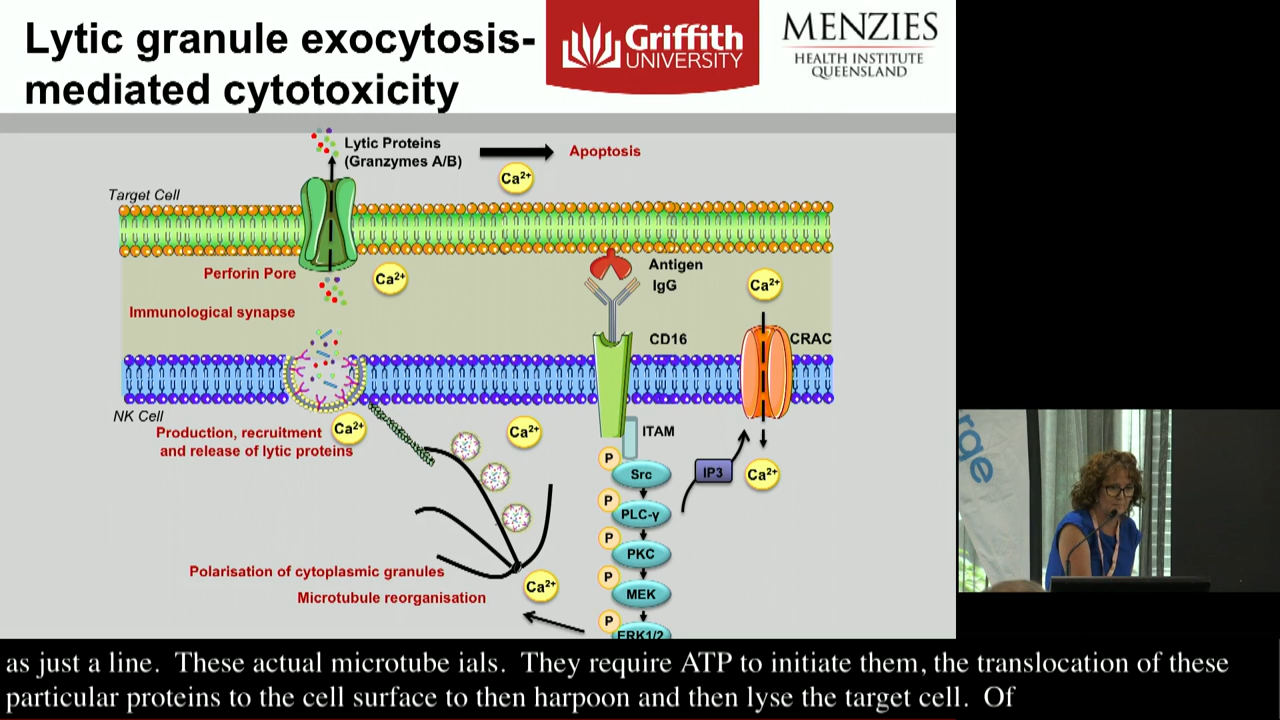 Lytic granule exocytosis-
mediated cytotoxicity
Griffith
UNIVERSITY
MENZIES
HEALTH INSTITUTE
QUEENSLAND
Lytic Proteins
(Granzymes A/B)
Apoptosis
Ca2+
Target Cell
Perforin Pore
Ca2+
Antigen
IgG
Ca2+
Immunological synapse
CD16
CRAC
NK Cell
Production, recruitment
and release of lytic proteins
Ca2+
Ca2+
ITAM
P
Src
IP3
Ca2+
P
PLC-γ
P
PKC
Polarisation of cytoplasmic granules
Microtubule reorganisation
Ca2+
P
MEK
P
ERK1/2
rge
as just a line.  These actual microtube ials.  They require ATP to initiate them, the translocation of these
particular proteins to the cell surface to then harpoon and then lyse the target cell.  Of